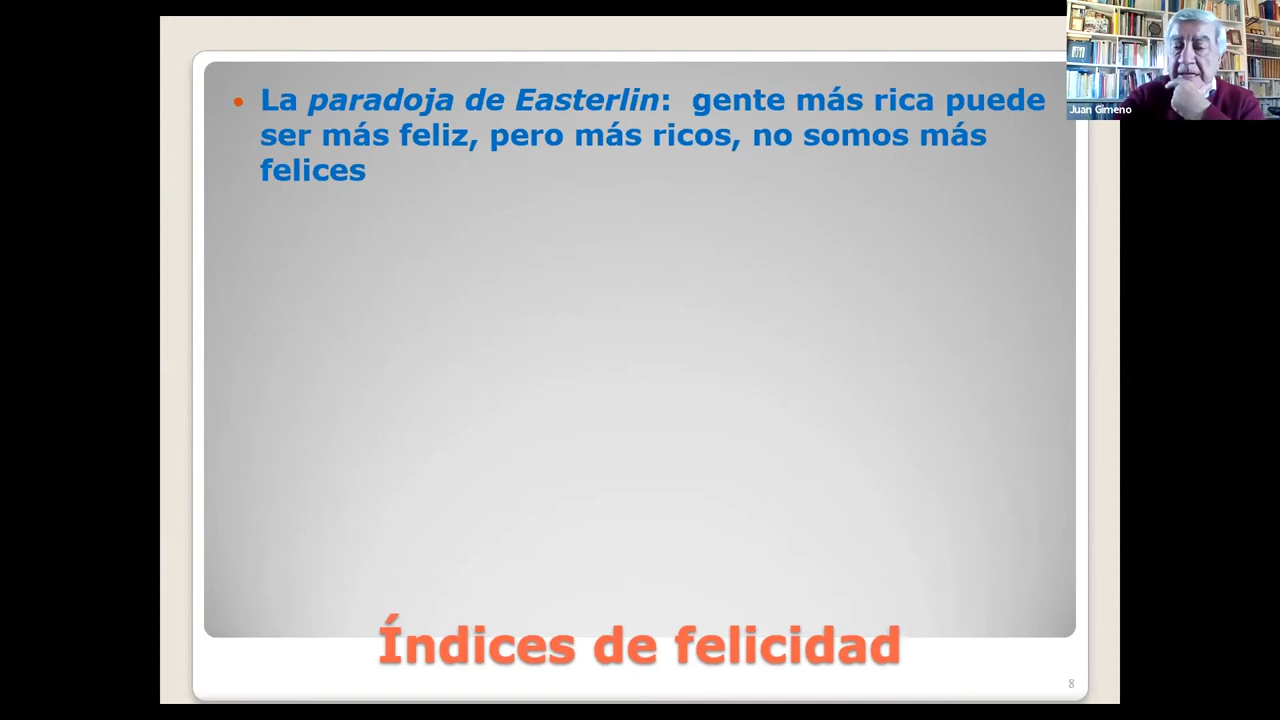 • La paradoja de Easterlin: gente más rica puede
ser más feliz, pero más ricos, no somos más
felices
Índices de felicidad
8
Juan Gimeno